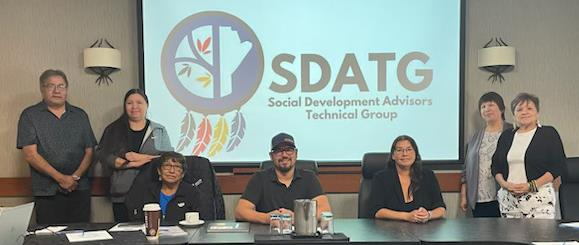 SDATG
Social Development Advisors
Technical Group